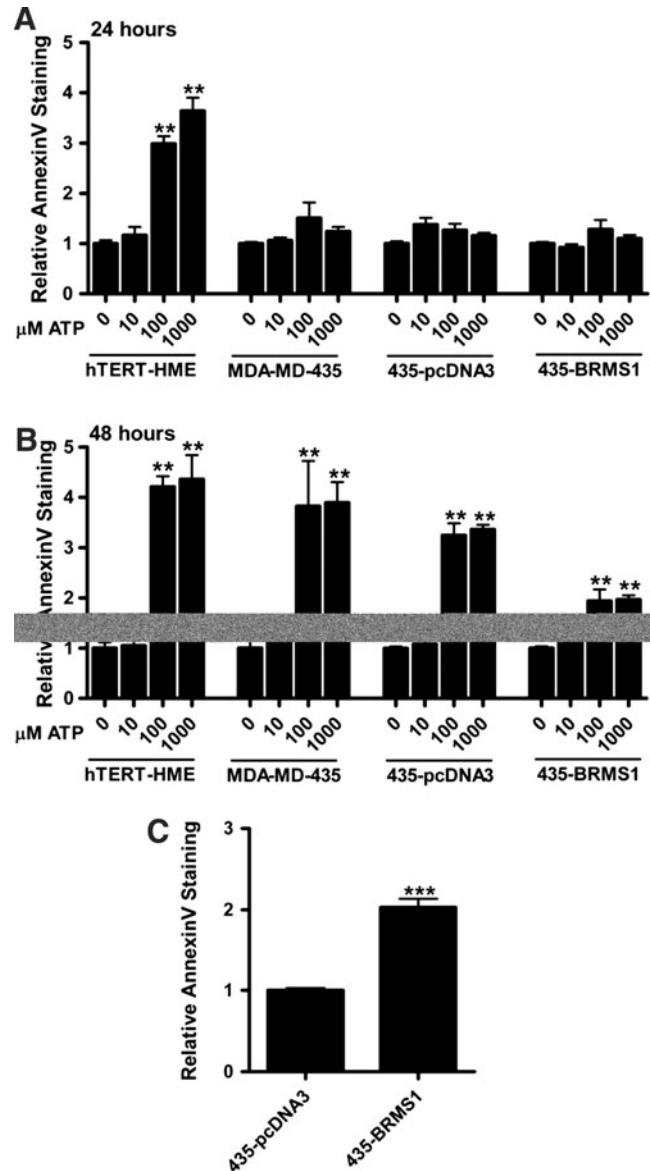 A
24 hours
Relative AnnexinV Staining
5
4
3
2
1
0
** **
µM ATP
0 10 100 1000 0 10 100 1000 0 10 100 1000 0 10 100 1000
hTERT-HME MDA-MD-435 435-pcDNA3 435-BRMS1
B
48 hours
Relative AnnexinV Staining
5
4
3
2
1
0
** ** ** ** ** ** ** **
µM ATP
0 10 100 1000 0 10 100 1000 0 10 100 1000 0 10 100 1000
hTERT-HME MDA-MD-435 435-pcDNA3 435-BRMS1
C
Relative AnnexinV Staining
3
2
1
0
***
435-pcDNA3 435-BRMS1